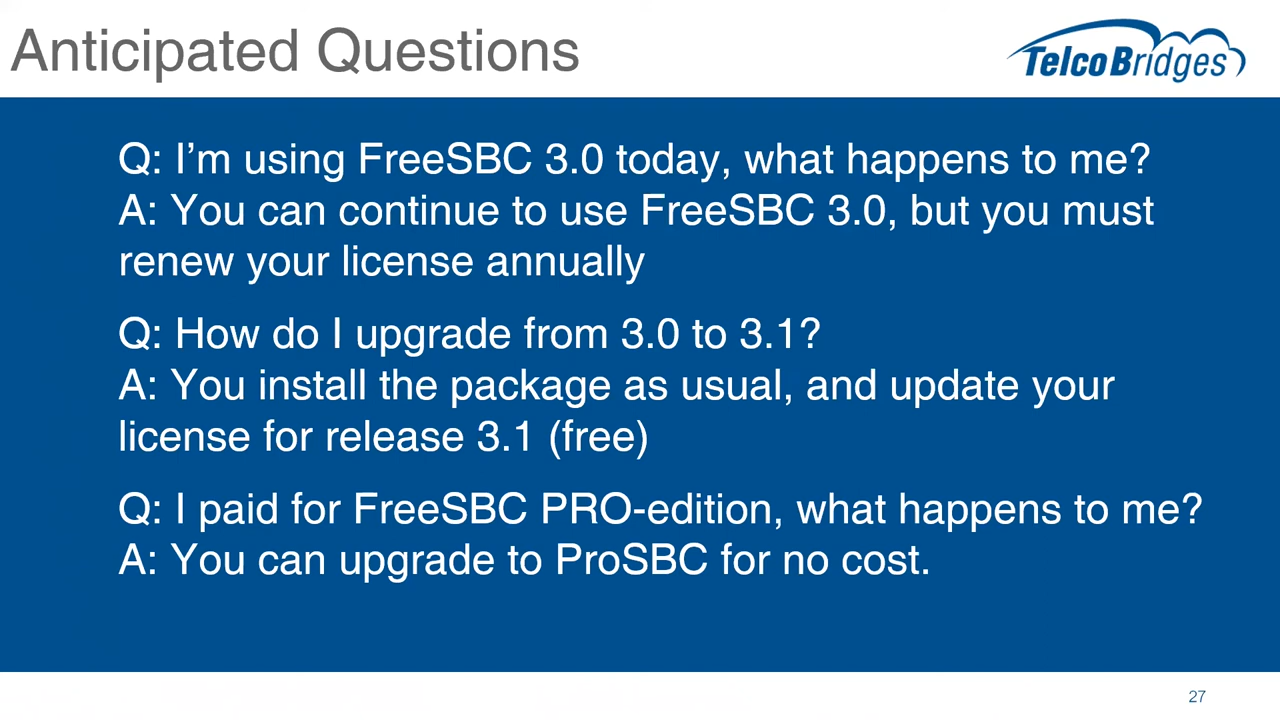 Anticipated Questions
TelcoBridges
Q: I’m using FreeSBC 3.0 today, what happens to me?
A: You can continue to use FreeSBC 3.0, but you must
renew your license annually
Q: How do I upgrade from 3.0 to 3.1?
A: You install the package as usual, and update your
license for release 3.1 (free)
Q: I paid for FreeSBC PRO-edition, what happens to me?
A: You can upgrade to ProSBC for no cost.
27